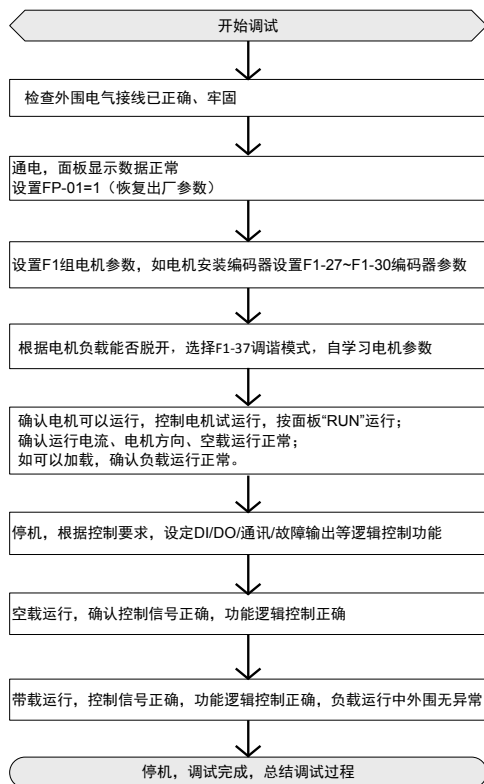 开始调试
检查外围电气接线已正确、牢固
通电，面板显示数据正常
设置FP-01=1（恢复出厂参数）
设置F1组电机参数，如电机安装编码器设置F1-27~F1-30编码器参数
根据电机负载能否脱开，选择F1-37调谐模式，自学习电机参数
确认电机可以运行，控制电机试运行，按面板“RUN”运行；
确认运行电流、电机方向、空载运行正常；
如可以加载，确认负载运行正常。
停机，根据控制要求，设定DI/DO/通讯/故障输出等逻辑控制功能
空载运行，确认控制信号正确，功能逻辑控制正确
带载运行，控制信号正确，功能逻辑控制正确，负载运行中外围无异常
停机，调试完成，总结调试过程